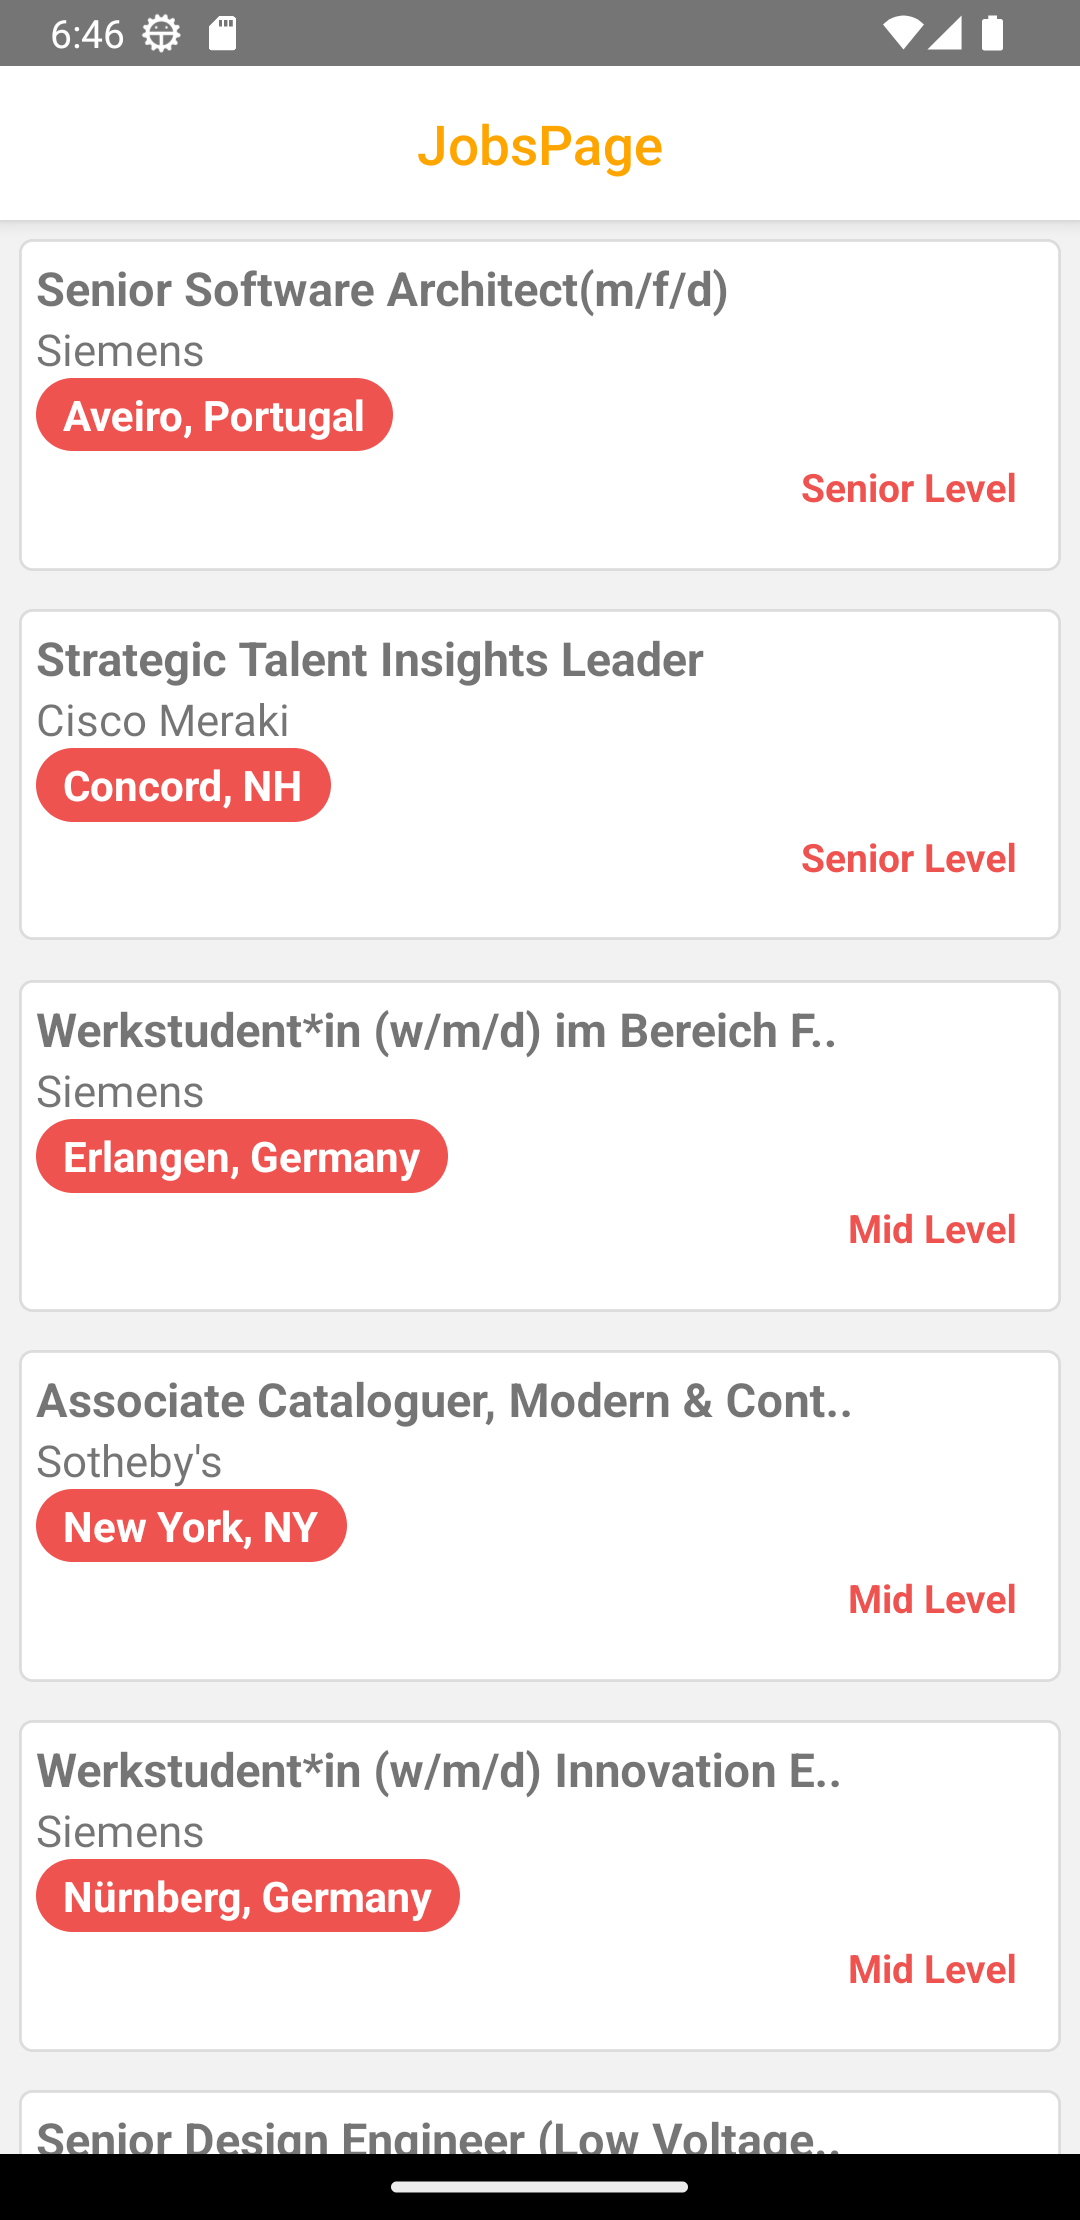 6:46
JobsPage
Senior Software Architect(m/f/d)
Siemens
Aveiro, Portugal
Senior Level
Strategic Talent Insights Leader
Cisco Meraki
Concord, NH
Senior Level
Werkstudent*in (w/m/d) im Bereich F..
Siemens
Erlangen, Germany
Mid Level
Associate Cataloguer, Modern & Cont..
Sotheby's
New York, NY
Mid Level
Werkstudent*in (w/m/d) Innovation E..
Siemens
Nürnberg, Germany
Mid Level
Senior Design Engineer (Low Voltage..